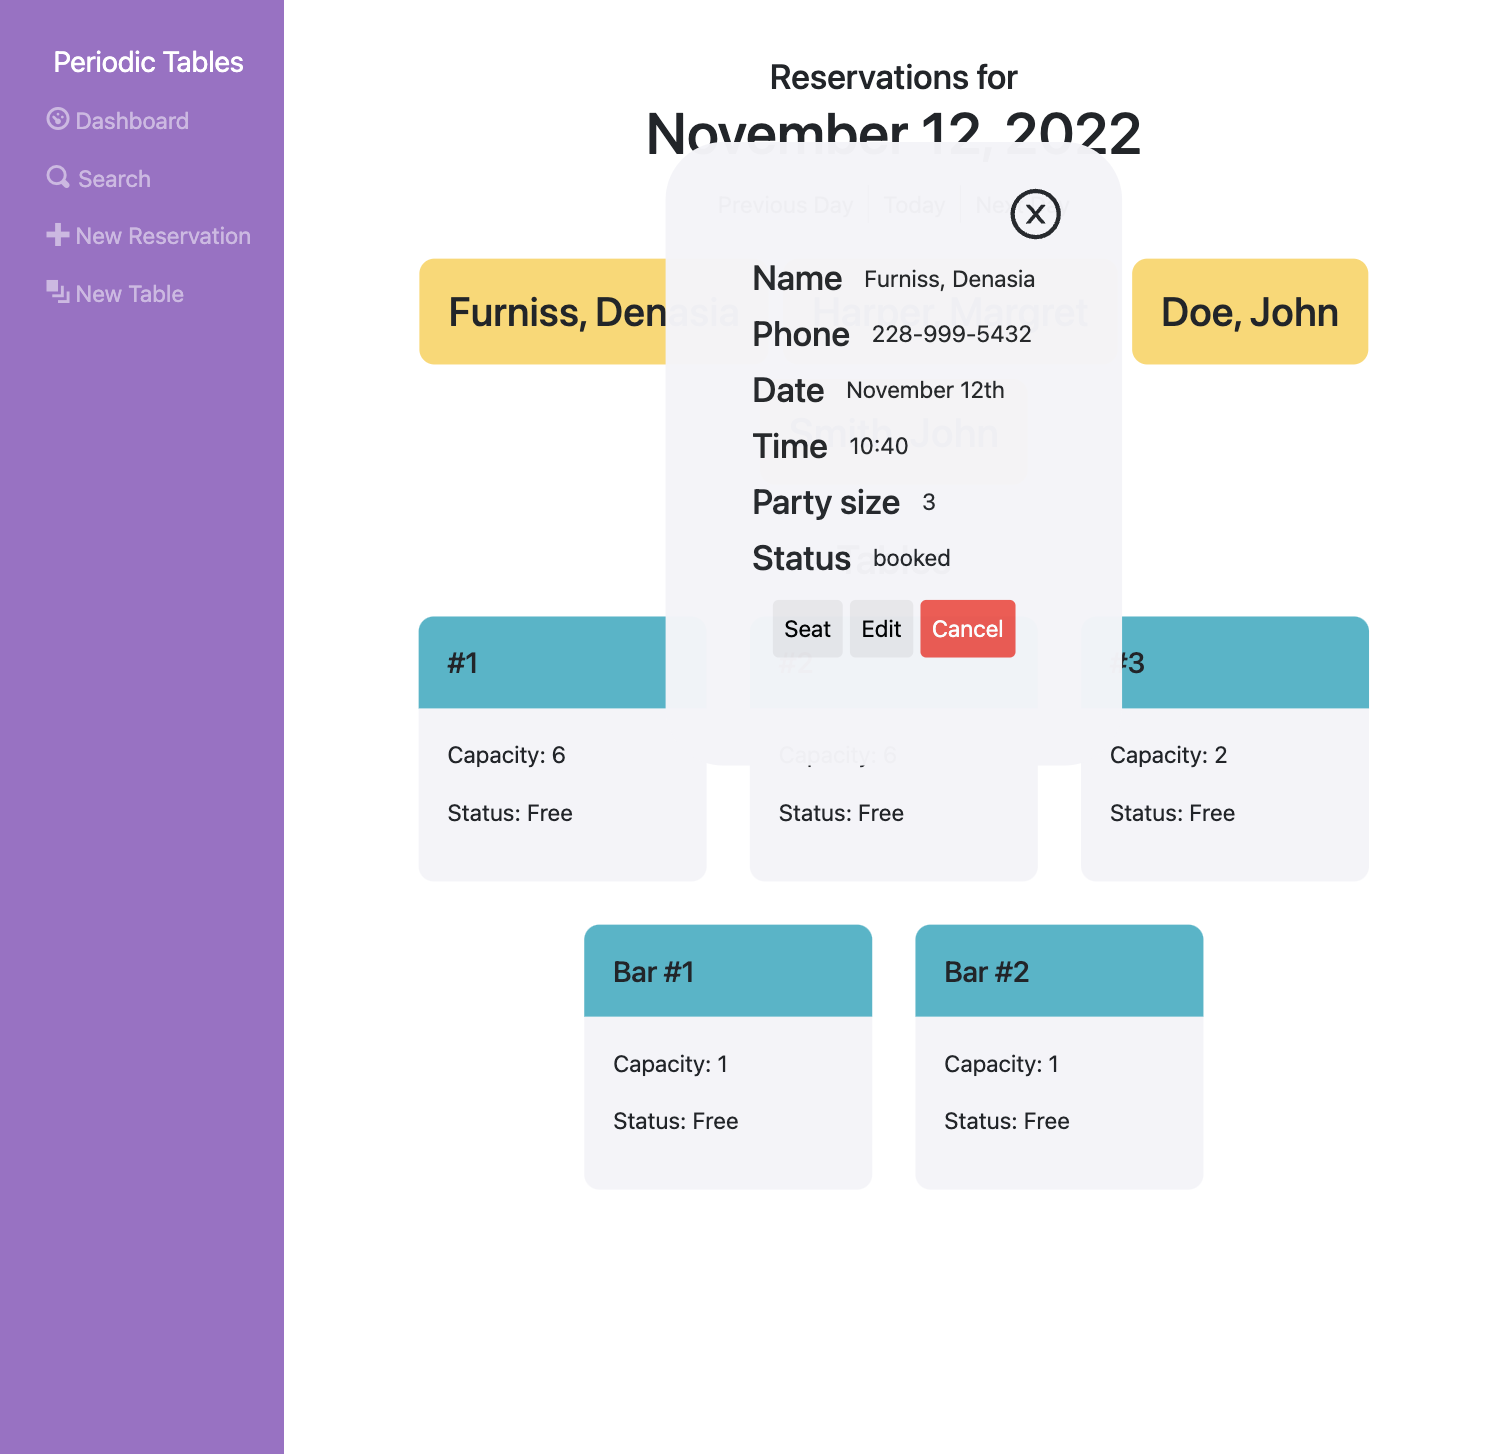 Periodic Tables
Dashboard
Search
New Reservation
New Table
Reservations for
November 12, 2022
Previous Day Today
X
Furniss, Denasia
Harper, Margret
Doe, John
Smith, John
Name Furniss, Denasia
Phone 228-999-5432
Date November 12th
Time 10:40
Party size 3
Status booked
Tables
Seat Edit Cancel
#1
#2
#3
Capacity: 6
Capacity: 6
Capacity: 2
Status: Free
Status: Free
Status: Free
Bar #1
Bar #2
Capacity: 1
Capacity: 1
Status: Free
Status: Free